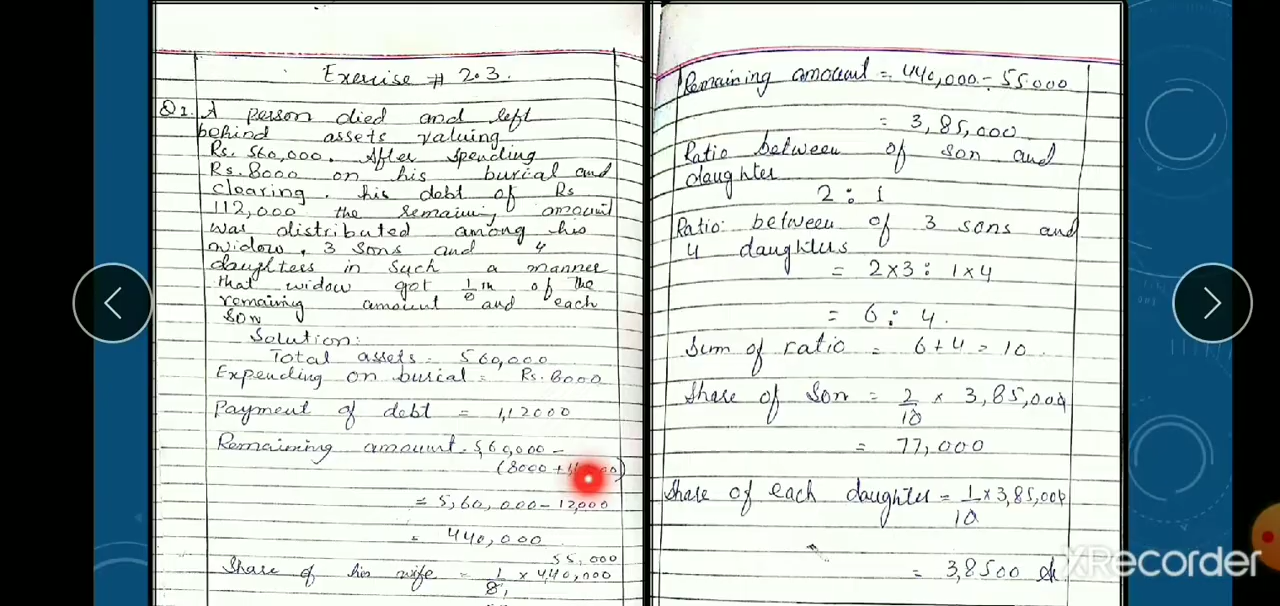 Exercise # 2.3.
Q1. A person died and left
behind assets valuing
Rs. 560,000. After spending
Rs. 8000 on his burial and
clearing. his debt of Rs
112,000 the remaining amount
was distributed among his
widow, 3 sons and 4
daughters in such a manner
that widow got 1/8 th of the
remaining amount and each
son
Solution:
Total assets = 560,000
Expending on burial = Rs. 8000
Payment of debt = 1,12000
Remaining amount = 560,000 -
(8000 +
= 5,60,000 - 12,000
= 440,000
55,000
Share of his wife = 1/8 × 440,000
Remaining amount = 440,000 - 55000
= 3,85,000
Ratio between of son and
daughter
2 : 1
Ratio: between of 3 sons and
4 daughters
= 2×3 : 1×4
= 6 : 4.
Sum of ratio = 6+4 = 10
Share of son = 2/10 × 3,85,000
= 77,000
Share of each daughter = 1/10 × 3,85,000
= 3,8500
XRecorder